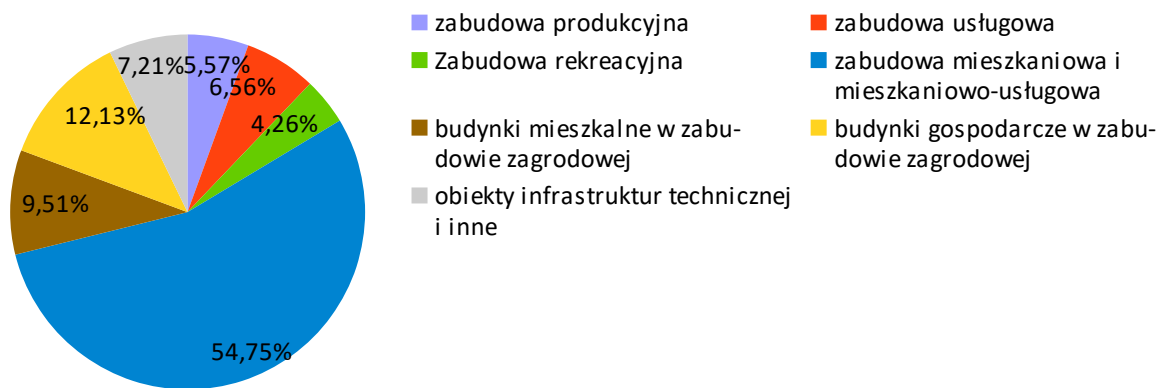 zabudowa produkcyjna
zabudowa usługowa
Zabudowa rekreacyjna
zabudowa mieszkaniowa i
mieszkaniowo-usługowa
budynki mieszkalne w zabu-
dowie zagrodowej
budynki gospodarcze w zabu-
dowie zagrodowej
obiekty infrastruktur technicznej
i inne
7,21%
5,57%
6,56%
12,13%
4,26%
9,51%
54,75%